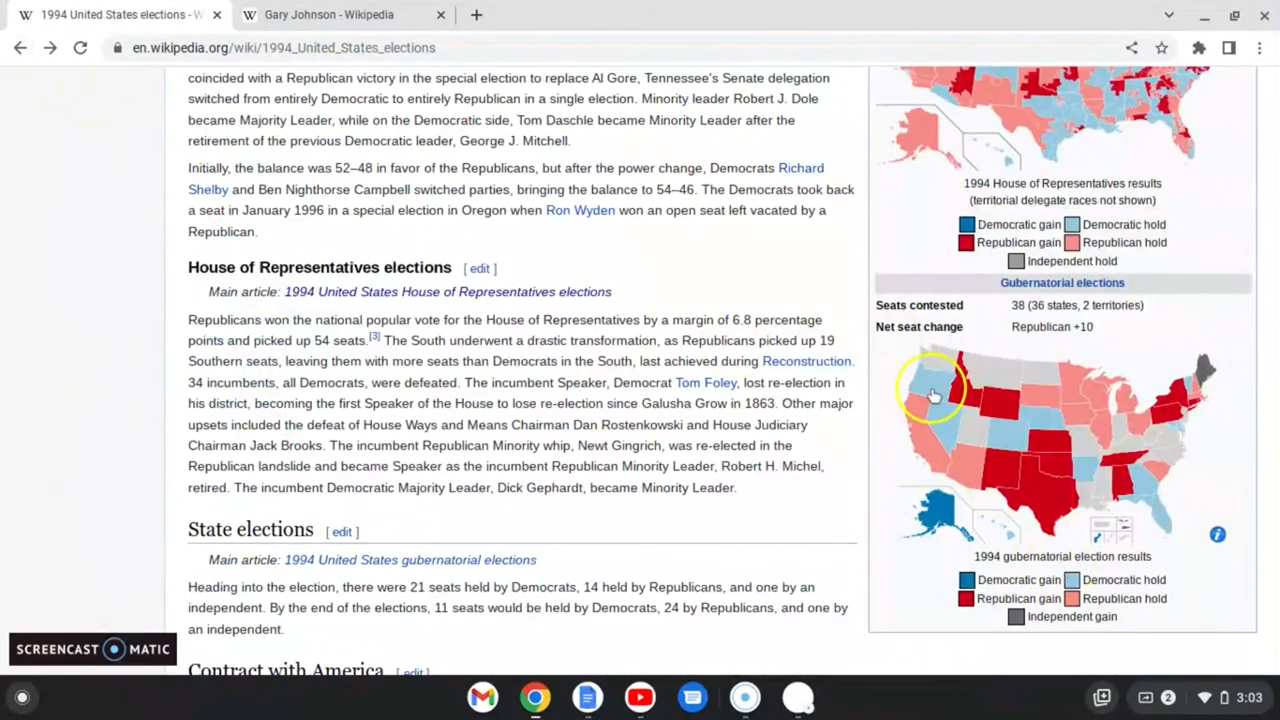 1994 United States elections - W
Gary Johnson - Wikipedia
en.wikipedia.org/wiki/1994_United_States_elections
coincided with a Republican victory in the special election to replace Al Gore, Tennessee's Senate delegation
switched from entirely Democratic to entirely Republican in a single election. Minority leader Robert J. Dole
became Majority Leader, while on the Democratic side, Tom Daschle became Minority Leader after the
retirement of the previous Democratic leader, George J. Mitchell.
Initially, the balance was 52–48 in favor of the Republicans, but after the power change, Democrats Richard
Shelby and Ben Nighthorse Campbell switched parties, bringing the balance to 54–46. The Democrats took back
a seat in January 1996 in a special election in Oregon when Ron Wyden won an open seat left vacated by a
Republican.
House of Representatives elections [ edit ]
Main article: 1994 United States House of Representatives elections
Republicans won the national popular vote for the House of Representatives by a margin of 6.8 percentage
points and picked up 54 seats.[3] The South underwent a drastic transformation, as Republicans picked up 19
Southern seats, leaving them with more seats than Democrats in the South, last achieved during Reconstruction.
34 incumbents, all Democrats, were defeated. The incumbent Speaker, Democrat Tom Foley, lost re-election in
his district, becoming the first Speaker of the House to lose re-election since Galusha Grow in 1863. Other major
upsets included the defeat of House Ways and Means Chairman Dan Rostenkowski and House Judiciary
Chairman Jack Brooks. The incumbent Republican Minority whip, Newt Gingrich, was re-elected in the
Republican landslide and became Speaker as the incumbent Republican Minority Leader, Robert H. Michel,
retired. The incumbent Democratic Majority Leader, Dick Gephardt, became Minority Leader.
State elections [ edit ]
Main article: 1994 United States gubernatorial elections
Heading into the election, there were 21 seats held by Democrats, 14 held by Republicans, and one by an
independent. By the end of the elections, 11 seats would be held by Democrats, 24 by Republicans, and one by
an independent.
Contract with America [ edit ]
1994 House of Representatives results
(territorial delegate races not shown)
Democratic gain Democratic hold
Republican gain Republican hold
Independent hold
Gubernatorial elections
Seats contested 38 (36 states, 2 territories)
Net seat change Republican +10
i
1994 gubernatorial election results
Democratic gain Democratic hold
Republican gain Republican hold
Independent gain
SCREENCAST MATIC
2 3:03